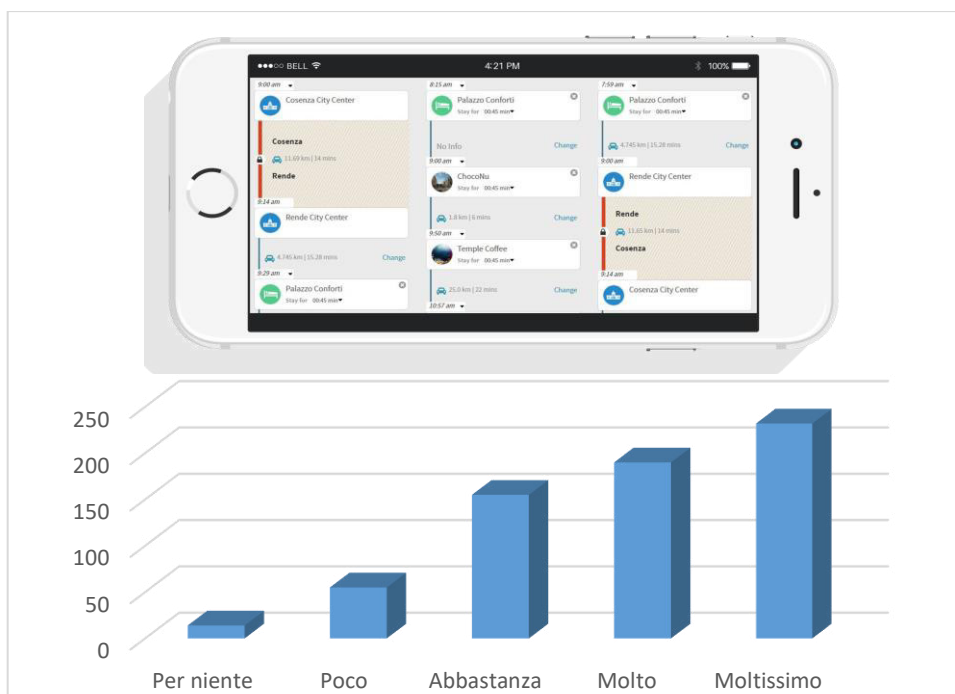 ●●●○○ BELL 4:21 PM 100%
9:00 am
Cosenza City Center
Cosenza
11.69 km | 14 mins
Rende
9:14 am
Rende City Center
4.745 km | 15.28 mins Change
9:29 am
Palazzo Conforti
Stay for 00:45 min
8:15 am
Palazzo Conforti
Stay for 00:45 min
No Info Change
9:00 am
ChocoNu
Stay for 00:45 min
1.8 km | 6 mins Change
9:50 am
Temple Coffee
Stay for 00:45 min
25.0 km | 22 mins Change
10:57 am
7:59 am
Palazzo Conforti
Stay for 00:45 min
4.745 km | 15.28 mins Change
9:00 am
Rende City Center
Rende
11.65 km | 14 mins
Cosenza
9:14 am
Cosenza City Center
250
200
150
100
50
0
Per niente Poco Abbastanza Molto Moltissimo